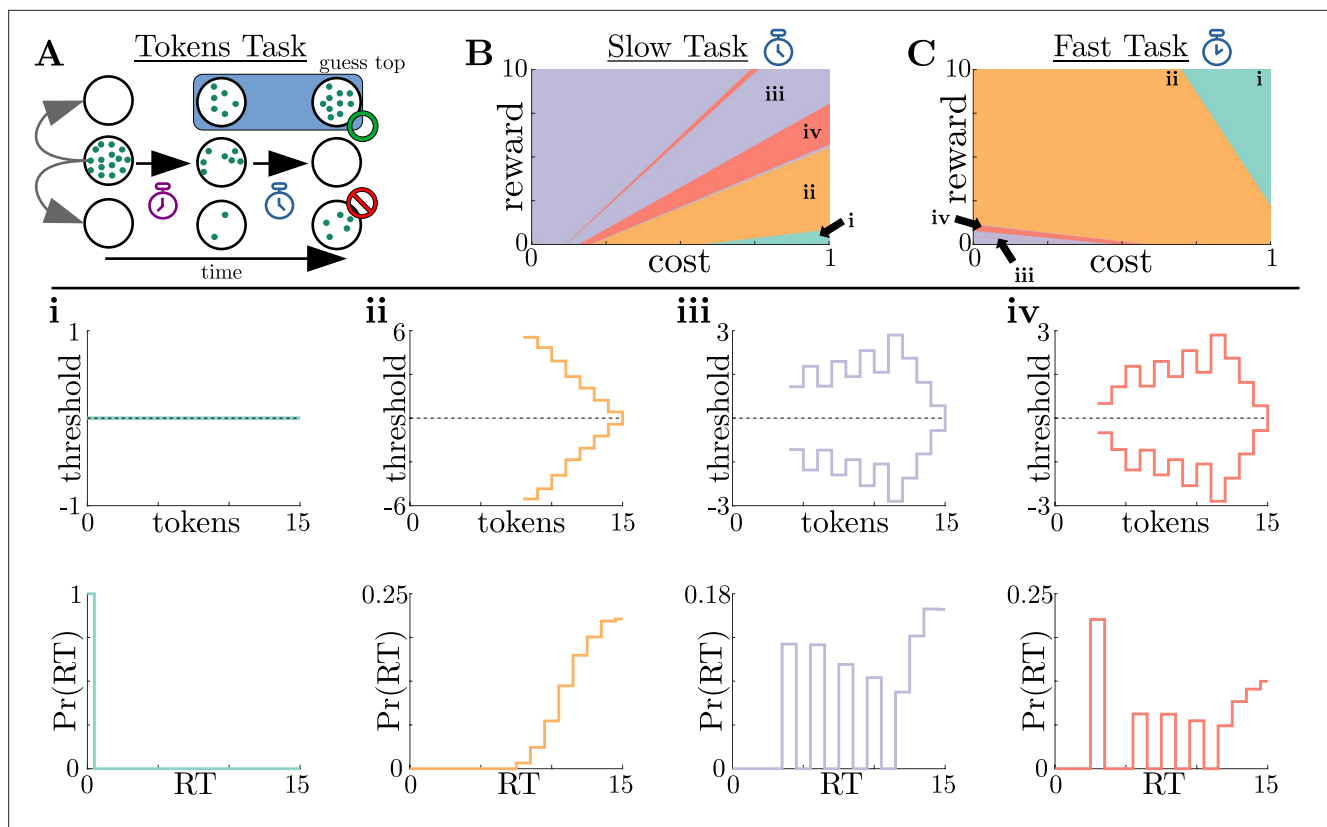 A Tokens Task
guess top
time
B Slow Task
10
reward
0
cost
1
iii
iv
ii
i
C Fast Task
10
reward
0
cost
1
ii
i
iv
iii
i
1
threshold
-1
0
tokens
15
ii
6
threshold
-6
0
tokens
15
iii
3
threshold
-3
0
tokens
15
iv
3
threshold
-3
0
tokens
15
1
Pr(RT)
0
0
RT
15
0.25
Pr(RT)
0
0
RT
15
0.18
Pr(RT)
0
0
RT
15
0.25
Pr(RT)
0
0
RT
15